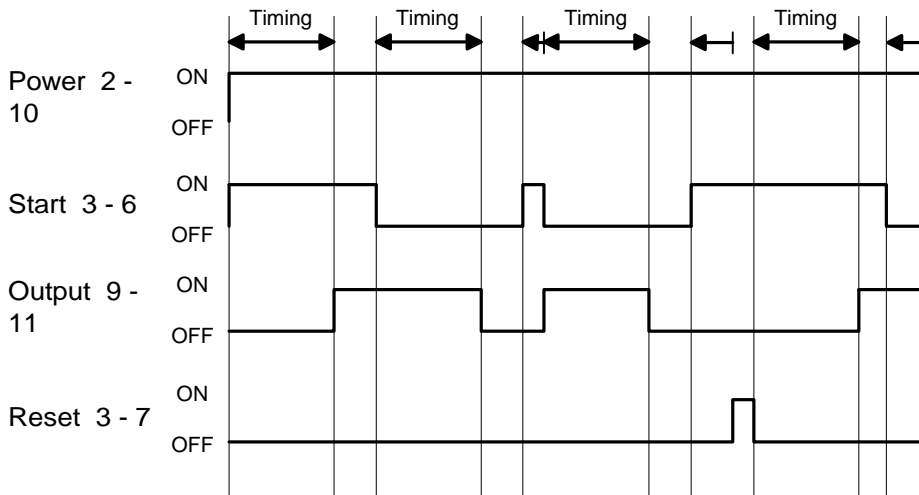 Timing Timing Timing Timing
Power 2 -
10
ON
OFF
Start 3 - 6
ON
OFF
Output 9 -
11
ON
OFF
Reset 3 - 7
ON
OFF